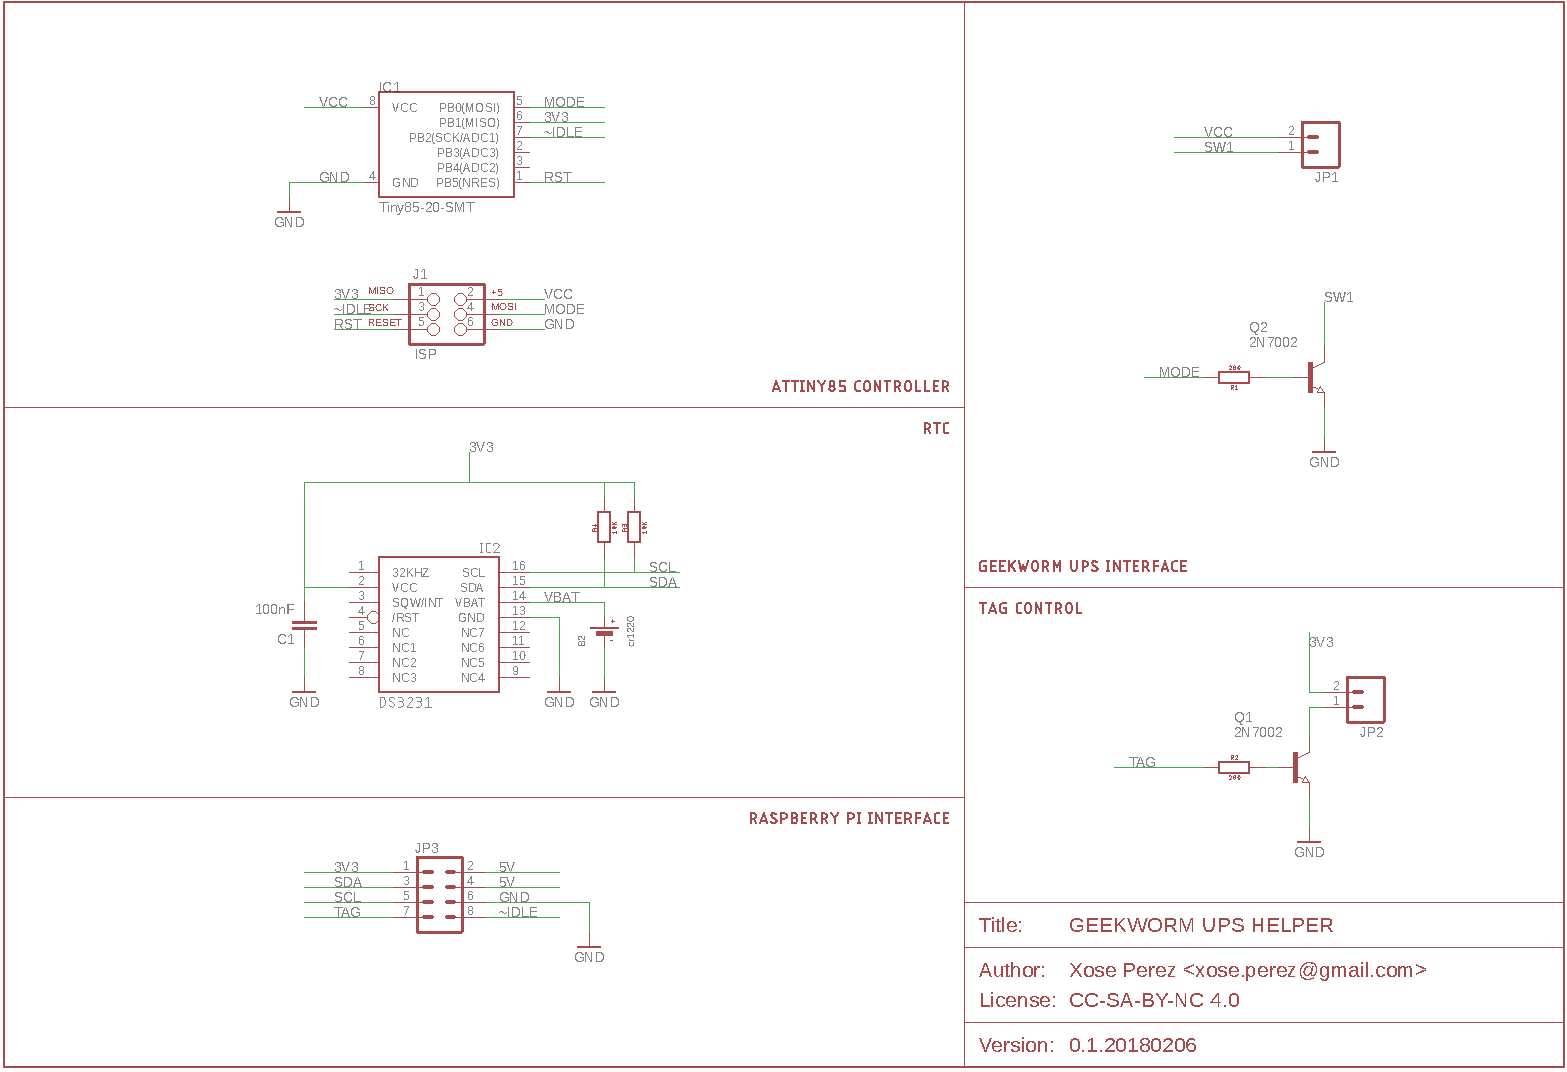 IC1
VCC 8 VCC PB0(MOSI) 5 MODE
PB1(MISO) 6 3V3
PB2(SCK/ADC1) 7 ~IDLE
PB3(ADC3) 2
PB4(ADC2) 3
GND 4 GND PB5(NRES) 1 RST
GND
Tiny85-20-SMT
J1
3V3 MISO 1 2 +5 VCC
~IDLE SCK 3 4 MOSI MODE
RST RESET 5 6 GND GND
ISP
ATTINY85 CONTROLLER
RTC
3V3
R4 10K R3 10K
IC2
1 32KHZ SCL 16 SCL
2 VCC SDA 15 SDA
3 SQW/INT VBAT 14 VBAT
4 /RST GND 13
5 NC NC7 12
6 NC1 NC6 11
7 NC2 NC5 10
8 NC3 NC4 9
DS3231
100nF
C1
GND
GND
GND
B2 + - cr1220
RASPBERRY PI INTERFACE
JP3
3V3 1 2 5V
SDA 3 4 5V
SCL 5 6 GND
TAG 7 8 ~IDLE
GND
VCC 2
SW1 1
JP1
SW1
Q2
2N7002
MODE
200
R1
GND
GEEKWORM UPS INTERFACE
TAG CONTROL
3V3
2
1
JP2
Q1
2N7002
TAG
R2
200
GND
Title: GEEKWORM UPS HELPER
Author: Xose Perez <xose.perez@gmail.com>
License: CC-SA-BY-NC 4.0
Version: 0.1.20180206